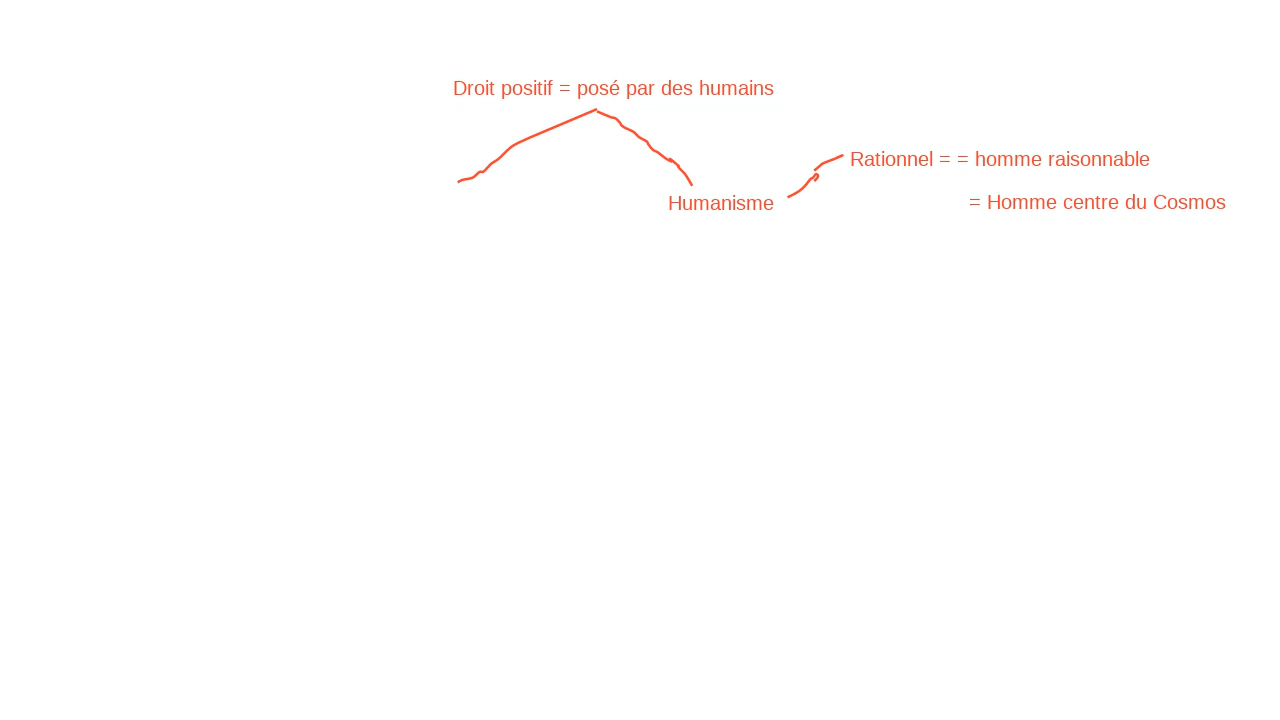 Droit positif = posé par des humains
Rationnel = = homme raisonnable
Humanisme
= Homme centre du Cosmos